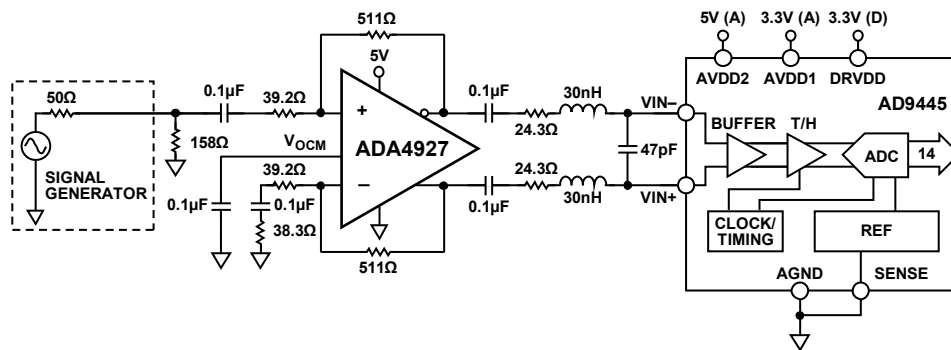 511Ω
5V (A)
3.3V (A)
3.3V (D)
5V
50Ω
0.1µF
39.2Ω
0.1µF
30nH
AVDD2
AVDD1
DRVDD
AD9445
158Ω
+
24.3Ω
VIN–
BUFFER
T/H
SIGNAL
GENERATOR
VOCM
ADA4927
47pF
ADC
14
39.2Ω
24.3Ω
–
VIN+
0.1µF
0.1µF
0.1µF
30nH
CLOCK/
TIMING
REF
38.3Ω
511Ω
AGND
SENSE